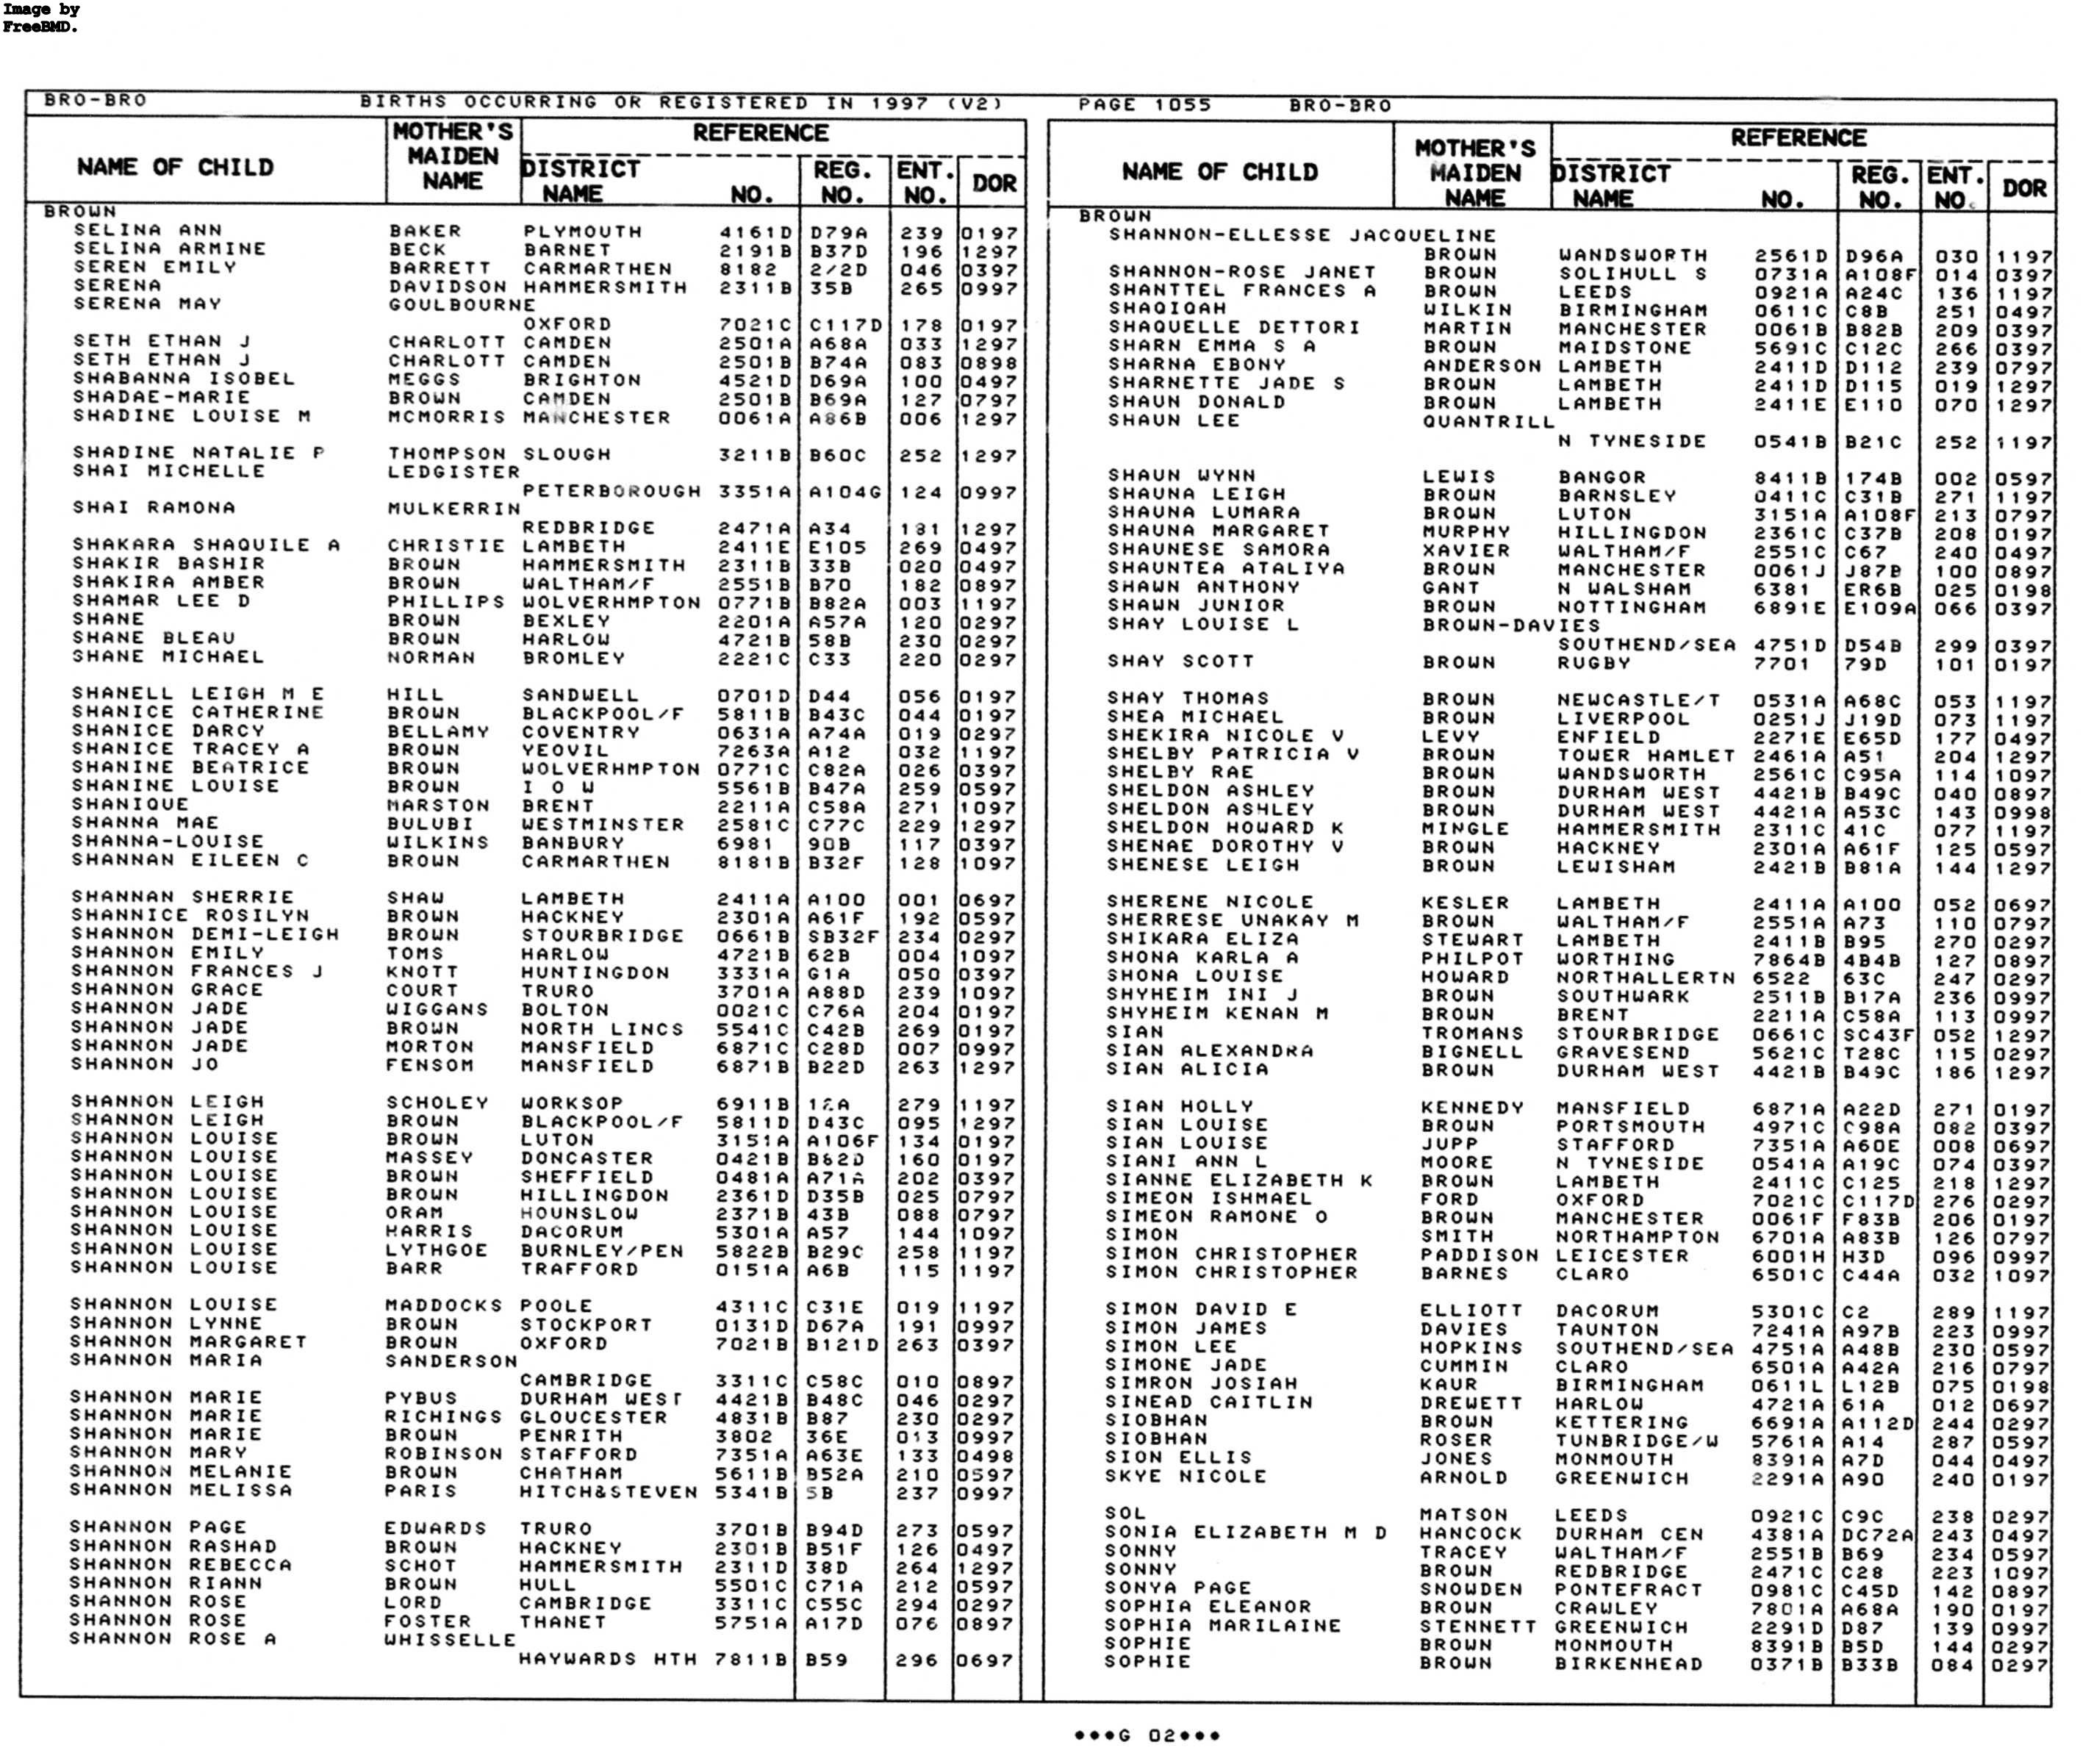 Image by
FreeBMD.
BRO-BRO BIRTHS OCCURRING OR REGISTERED IN 1997 (V2) PAGE 1055 BRO-BRO
NAME OF CHILD MOTHER'S MAIDEN NAME REFERENCE DISTRICT NAME NO. REG. NO. ENT. NO. DOR
BROWN
SELINA ANN BAKER PLYMOUTH 4161D D79A 239 0197
SELINA ARMINE BECK BARNET 2191B B37D 196 1297
SEREN EMILY BARRETT CARMARTHEN 8182 2/2D 046 0397
SERENA DAVIDSON HAMMERSMITH 2311B 35B 265 0997
SERENA MAY GOULBOURNE
OXFORD 7021C C117D 178 0197
SETH ETHAN J CHARLOTT CAMDEN 2501A A68A 033 1297
SETH ETHAN J CHARLOTT CAMDEN 2501B B74A 083 0898
SHABANNA ISOBEL MEGGS BRIGHTON 4521D D69A 100 0497
SHADAE-MARIE BROWN CAMDEN 2501B B69A 127 0797
SHADINE LOUISE M MCMORRIS MANCHESTER 0061A A86B 006 1297
SHADINE NATALIE P THOMPSON SLOUGH 3211B B60C 252 1297
SHAI MICHELLE LEDGISTER
PETERBOROUGH 3351A A104G 124 0997
SHAI RAMONA MULKERRIN
REDBRIDGE 2471A A34 181 1297
SHAKARA SHAQUILE A CHRISTIE LAMBETH 2411E E105 269 0497
SHAKIR BASHIR BROWN HAMMERSMITH 2311B 33B 020 0497
SHAKIRA AMBER BROWN WALTHAM/F 2551B B70 182 0897
SHAMAR LEE D PHILLIPS WOLVERHMPTON 0771B B82A 003 1197
SHANE BROWN BEXLEY 2201A A57A 120 0297
SHANE BLEAU BROWN HARLOW 4721B 58B 230 0297
SHANE MICHAEL NORMAN BROMLEY 2221C C33 220 0297
SHANELL LEIGH M E HILL SANDWELL 0701D D44 056 0197
SHANICE CATHERINE BROWN BLACKPOOL/F 5811B B43C 044 0197
SHANICE DARCY BELLAMY COVENTRY 0631A A74A 019 0297
SHANICE TRACEY A BROWN YEOVIL 7263A A12 032 1197
SHANINE BEATRICE BROWN WOLVERHMPTON 0771C C82A 026 0397
SHANINE LOUISE BROWN I O W 5561B B47A 259 0597
SHANIQUE MARSTON BRENT 2211A C58A 271 1097
SHANNA MAE BULUBI WESTMINSTER 2581C C77C 229 1297
SHANNA-LOUISE WILKINS BANBURY 6981 90B 117 0397
SHANNAN EILEEN C BROWN CARMARTHEN 8181B B32F 128 1097
SHANNAN SHERRIE SHAW LAMBETH 2411A A100 001 0697
SHANNICE ROSILYN BROWN HACKNEY 2301A A61F 192 0597
SHANNON DEMI-LEIGH BROWN STOURBRIDGE 0661B SB32F 234 0297
SHANNON EMILY TOMS HARLOW 4721B 62B 004 1097
SHANNON FRANCES J KNOTT HUNTINGDON 3331A G1A 050 0397
SHANNON GRACE COURT TRURO 3701A A88D 239 1097
SHANNON JADE WIGGANS BOLTON 0021C C76A 204 0197
SHANNON JADE BROWN NORTH LINCS 5541C C42B 269 0197
SHANNON JADE MORTON MANSFIELD 6871C C28D 007 0997
SHANNON JO FENSOM MANSFIELD 6871B B22D 263 1297
SHANNON LEIGH SCHOLEY WORKSOP 6911B 12A 279 1197
SHANNON LEIGH BROWN BLACKPOOL/F 5811D D43C 095 1297
SHANNON LOUISE BROWN LUTON 3151A A106F 134 0197
SHANNON LOUISE MASSEY DONCASTER 0421B B62D 160 0197
SHANNON LOUISE BROWN SHEFFIELD 0481A A71A 202 0397
SHANNON LOUISE BROWN HILLINGDON 2361D D35B 025 0797
SHANNON LOUISE ORAM HOUNSLOW 2371B 43B 088 0797
SHANNON LOUISE HARRIS DACORUM 5301A A57 144 1097
SHANNON LOUISE LYTHGOE BURNLEY/PEN 5822B B29C 258 1197
SHANNON LOUISE BARR TRAFFORD 0151A A6B 115 1197
SHANNON LOUISE MADDOCKS POOLE 4311C C31E 019 1197
SHANNON LYNNE BROWN STOCKPORT 0131D D67A 191 0997
SHANNON MARGARET BROWN OXFORD 7021B B121D 263 0397
SHANNON MARIA SANDERSON
CAMBRIDGE 3311C C58C 010 0897
SHANNON MARIE PYBUS DURHAM WEST 4421B B48C 046 0297
SHANNON MARIE RICHINGS GLOUCESTER 4831B B87 230 0297
SHANNON MARIE BROWN PENRITH 3802 36E 013 0997
SHANNON MARY ROBINSON STAFFORD 7351A A63E 133 0498
SHANNON MELANIE BROWN CHATHAM 5611B B52A 210 0597
SHANNON MELISSA PARIS HITCH&STEVEN 5341B 5B 237 0997
SHANNON PAGE EDWARDS TRURO 3701B B94D 273 0597
SHANNON RASHAD BROWN HACKNEY 2301B B51F 126 0497
SHANNON REBECCA SCHOT HAMMERSMITH 2311D 38D 264 1297
SHANNON RIANN BROWN HULL 5501C C71A 212 0597
SHANNON ROSE LORD CAMBRIDGE 3311C C55C 294 0297
SHANNON ROSE FOSTER THANET 5751A A17D 076 0897
SHANNON ROSE A WHISSELLE
HAYWARDS HTH 7811B B59 296 0697
NAME OF CHILD MOTHER'S MAIDEN NAME REFERENCE DISTRICT NAME NO. REG. NO. ENT. NO. DOR
BROWN
SHANNON-ELLESSE JACQUELINE
BROWN WANDSWORTH 2561D D96A 030 1197
SHANNON-ROSE JANET BROWN SOLIHULL S 0731A A108F 014 0397
SHANTTEL FRANCES A BROWN LEEDS 0921A A24C 136 1197
SHAQIQAH WILKIN BIRMINGHAM 0611C C8B 251 0497
SHAQUELLE DETTORI MARTIN MANCHESTER 0061B B82B 209 0397
SHARN EMMA S A BROWN MAIDSTONE 5691C C12C 266 0397
SHARNA EBONY ANDERSON LAMBETH 2411D D112 239 0797
SHARNETTE JADE S BROWN LAMBETH 2411D D115 019 1297
SHAUN DONALD BROWN LAMBETH 2411E E110 070 1297
SHAUN LEE QUANTRILL
N TYNESIDE 0541B B21C 252 1197
SHAUN WYNN LEWIS BANGOR 8411B 174B 002 0597
SHAUNA LEIGH BROWN BARNSLEY 0411C C31B 271 1197
SHAUNA LUMARA BROWN LUTON 3151A A108F 213 0797
SHAUNA MARGARET MURPHY HILLINGDON 2361C C37B 208 0197
SHAUNESE SAMORA XAVIER WALTHAM/F 2551C C67 240 0497
SHAUNTEA ATALIYA BROWN MANCHESTER 0061J J87B 100 0897
SHAWN ANTHONY GANT N WALSHAM 6381 ER6B 025 0198
SHAWN JUNIOR BROWN NOTTINGHAM 6891E E109A 066 0397
SHAY LOUISE L BROWN-DAVIES
SOUTHEND/SEA 4751D D54B 299 0397
SHAY SCOTT BROWN RUGBY 7701 79D 101 0197
SHAY THOMAS BROWN NEWCASTLE/T 0531A A68C 053 1197
SHEA MICHAEL BROWN LIVERPOOL 0251J J19D 073 1197
SHEKIRA NICOLE V LEVY ENFIELD 2271E E65D 177 0497
SHELBY PATRICIA V BROWN TOWER HAMLET 2461A A51 204 1297
SHELBY RAE BROWN WANDSWORTH 2561C C95A 114 1097
SHELDON ASHLEY BROWN DURHAM WEST 4421B B49C 040 0897
SHELDON ASHLEY BROWN DURHAM WEST 4421A A53C 143 0998
SHELDON HOWARD K MINGLE HAMMERSMITH 2311C 41C 077 1197
SHENAE DOROTHY V BROWN HACKNEY 2301A A61F 125 0597
SHENESE LEIGH BROWN LEWISHAM 2421B B81A 144 1297
SHERENE NICOLE KESLER LAMBETH 2411A A100 052 0697
SHERRESE UNAKAY M BROWN WALTHAM/F 2551A A73 110 0797
SHIKARA ELIZA STEWART LAMBETH 2411B B95 270 0297
SHONA KARLA A PHILPOT WORTHING 7864B 4B4B 127 0897
SHONA LOUISE HOWARD NORTHALLERTN 6522 63C 247 0297
SHYHEIM INI J BROWN SOUTHWARK 2511B B17A 236 0997
SHYHEIM KENAN M BROWN BRENT 2211A C58A 113 0997
SIAN TROMANS STOURBRIDGE 0661C SC43F 052 1297
SIAN ALEXANDRA BIGNELL GRAVESEND 5621C T28C 115 0297
SIAN ALICIA BROWN DURHAM WEST 4421B B49C 186 1297
SIAN HOLLY KENNEDY MANSFIELD 6871A A22D 271 0197
SIAN LOUISE BROWN PORTSMOUTH 4971C C98A 082 0397
SIAN LOUISE JUPP STAFFORD 7351A A60E 008 0697
SIANI ANN L MOORE N TYNESIDE 0541A A19C 074 0397
SIANNE ELIZABETH K BROWN LAMBETH 2411C C125 218 1297
SIMEON ISHMAEL FORD OXFORD 7021C C117D 276 0297
SIMEON RAMONE O BROWN MANCHESTER 0061F F83B 206 0197
SIMON SMITH NORTHAMPTON 6701A A83B 126 0797
SIMON CHRISTOPHER PADDISON LEICESTER 6001H H3D 096 0997
SIMON CHRISTOPHER BARNES CLARO 6501C C44A 032 1097
SIMON DAVID E ELLIOTT DACORUM 5301C C2 289 1197
SIMON JAMES DAVIES TAUNTON 7241A A97B 223 0997
SIMON LEE HOPKINS SOUTHEND/SEA 4751A A48B 230 0597
SIMONE JADE CUMMIN CLARO 6501A A42A 216 0797
SIMRON JOSIAH KAUR BIRMINGHAM 0611L L12B 075 0198
SINEAD CAITLIN DREWETT HARLOW 4721A 61A 012 0697
SIOBHAN BROWN KETTERING 6691A A112D 244 0297
SIOBHAN ROSER TUNBRIDGE/W 5761A A14 287 0597
SION ELLIS JONES MONMOUTH 8391A A7D 044 0497
SKYE NICOLE ARNOLD GREENWICH 2291A A90 240 0197
SOL MATSON LEEDS 0921C C9C 238 0297
SONIA ELIZABETH M D HANCOCK DURHAM CEN 4381A DC72A 243 0497
SONNY TRACEY WALTHAM/F 2551B B69 234 0597
SONNY BROWN REDBRIDGE 2471C C28 223 1097
SONYA PAGE SNOWDEN PONTEFRACT 0981C C45D 142 0897
SOPHIA ELEANOR BROWN CRAWLEY 7801A A68A 190 0197
SOPHIA MARILAINE STENNETT GREENWICH 2291D D87 139 0997
SOPHIE BROWN MONMOUTH 8391B B5D 144 0297
SOPHIE BROWN BIRKENHEAD 0371B B33B 084 0297
•••G 02•••